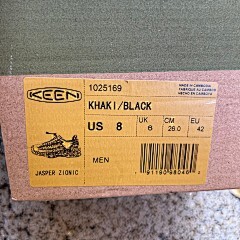 KEEN
1025169
MADE IN CAMBODIA
FABRIQUÉ AU CAMBODGE
HECHO EN CAMBOYA
KHAKI/BLACK
US 8
UK 6
CM 26.0
EU 42
JASPER ZIONIC
MEN